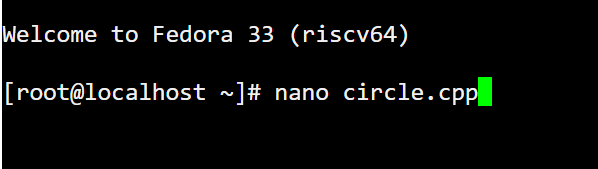 Welcome to Fedora 33 (riscv64)
[root@localhost ~]# nano circle.cpp